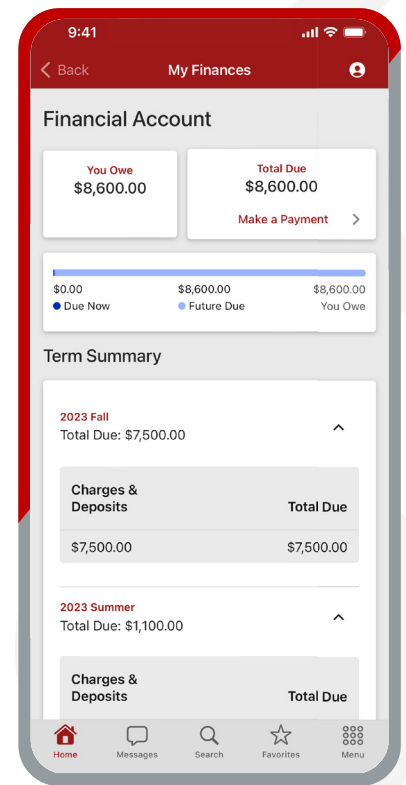 9:41
Back My Finances
Financial Account
You Owe
$8,600.00
Total Due
$8,600.00
Make a Payment
$0.00 $8,600.00 $8,600.00
Due Now Future Due You Owe
Term Summary
2023 Fall
Total Due: $7,500.00
Charges &
Deposits Total Due
$7,500.00 $7,500.00
2023 Summer
Total Due: $1,100.00
Charges &
Deposits Total Due
Home Messages Search Favorites Menu